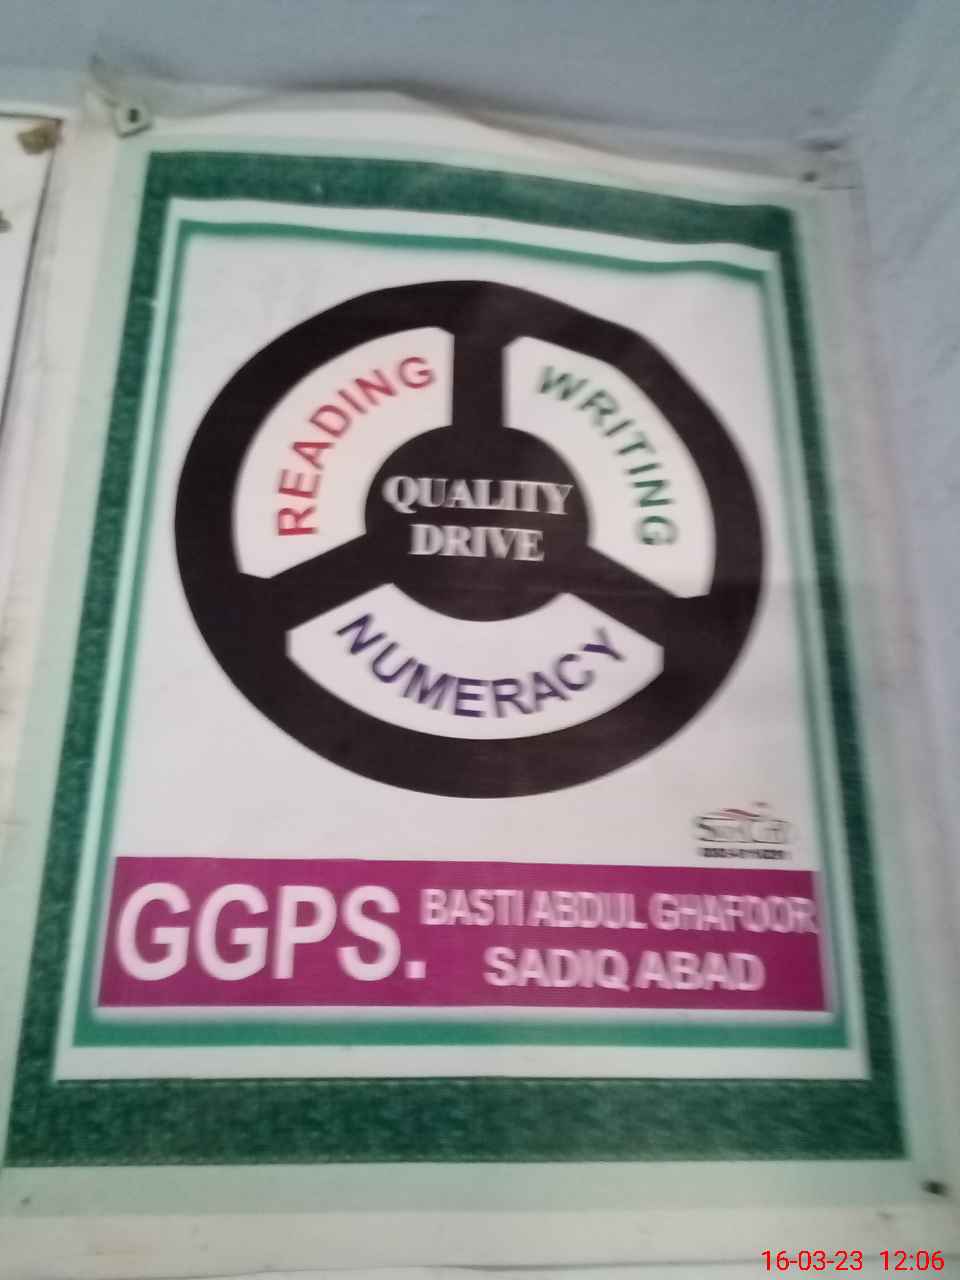 READING
WRITING
QUALITY
DRIVE
NUMERACY
GGPS.
BASTI ABDUL GHAFOOR
SADIQ ABAD
16-03-23 12:06